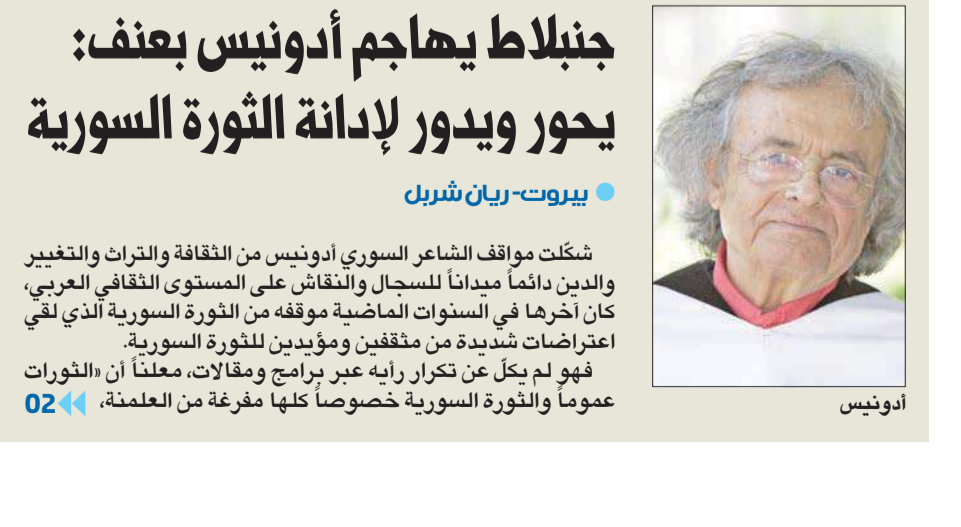 جنبلاط يهاجم أدونيس بعنف:
يحور ويدور لإدانة الثورة السورية
● بيروت- ريان شربل
شكّلت مواقف الشاعر السوري أدونيس من الثقافة والتراث والتغيير
والدين دائماً ميداناً للسجال والنقاش على المستوى الثقافي العربي،
كان آخرها في السنوات الماضية موقفه من الثورة السورية الذي لقي
اعتراضات شديدة من مثقفين ومؤيدين للثورة السورية.
فهو لم يكلّ عن تكرار رأيه عبر برامج ومقالات، معلناً أن «الثورات
عموماً والثورة السورية خصوصاً كلها مفرغة من العلمنة، 02
أدونيس